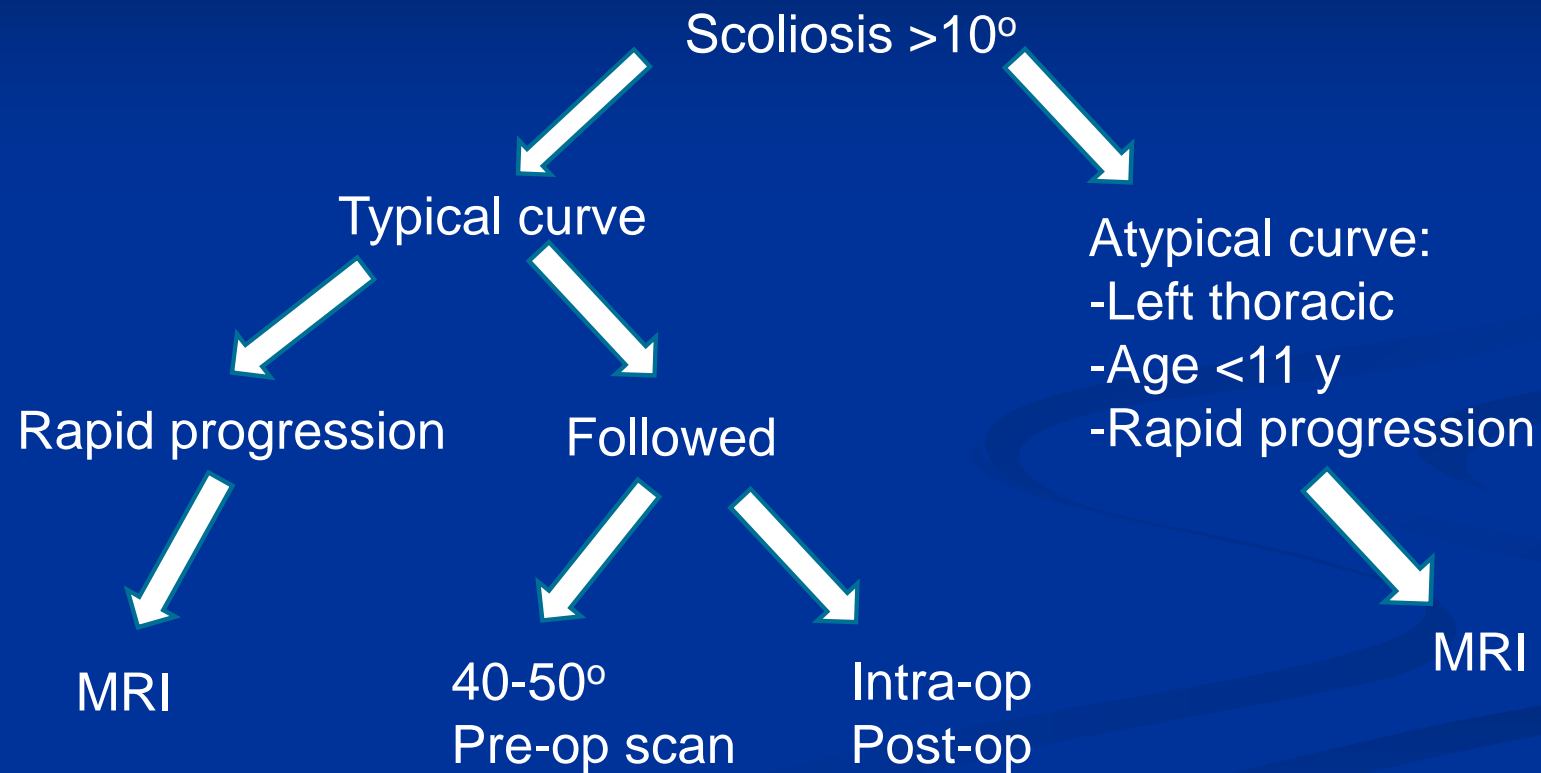 Scoliosis >10º
Typical curve
Atypical curve:
-Left thoracic
-Age <11 y
-Rapid progression
Rapid progression
Followed
MRI
40-50º
Pre-op scan
Intra-op
Post-op
MRI